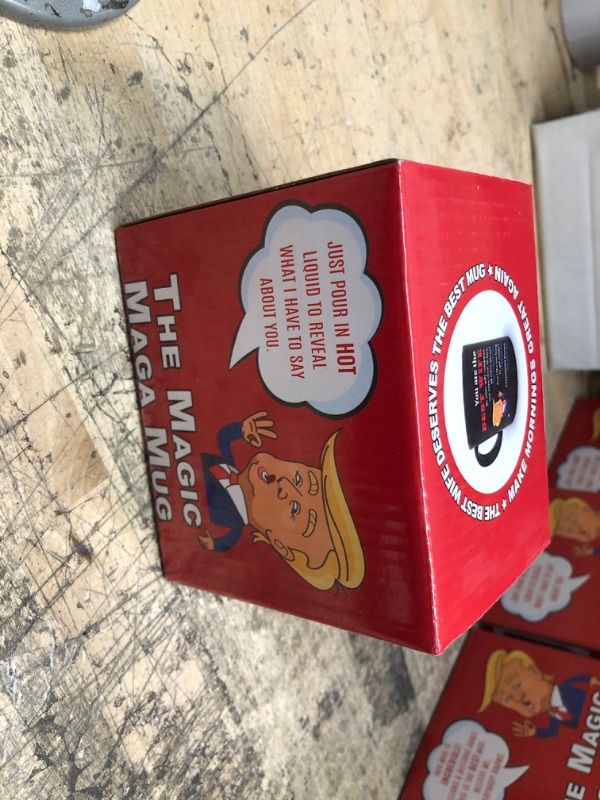 JUST POUR IN HOT
LIQUID TO REVEAL
WHAT I HAVE TO SAY
ABOUT YOU.
THE MAGIC
MAGA MUG
THE BEST WIFE DESERVES THE BEST MUG ★ MAKE MORNINGS GREAT AGAIN ★
You are the
E MAGIC